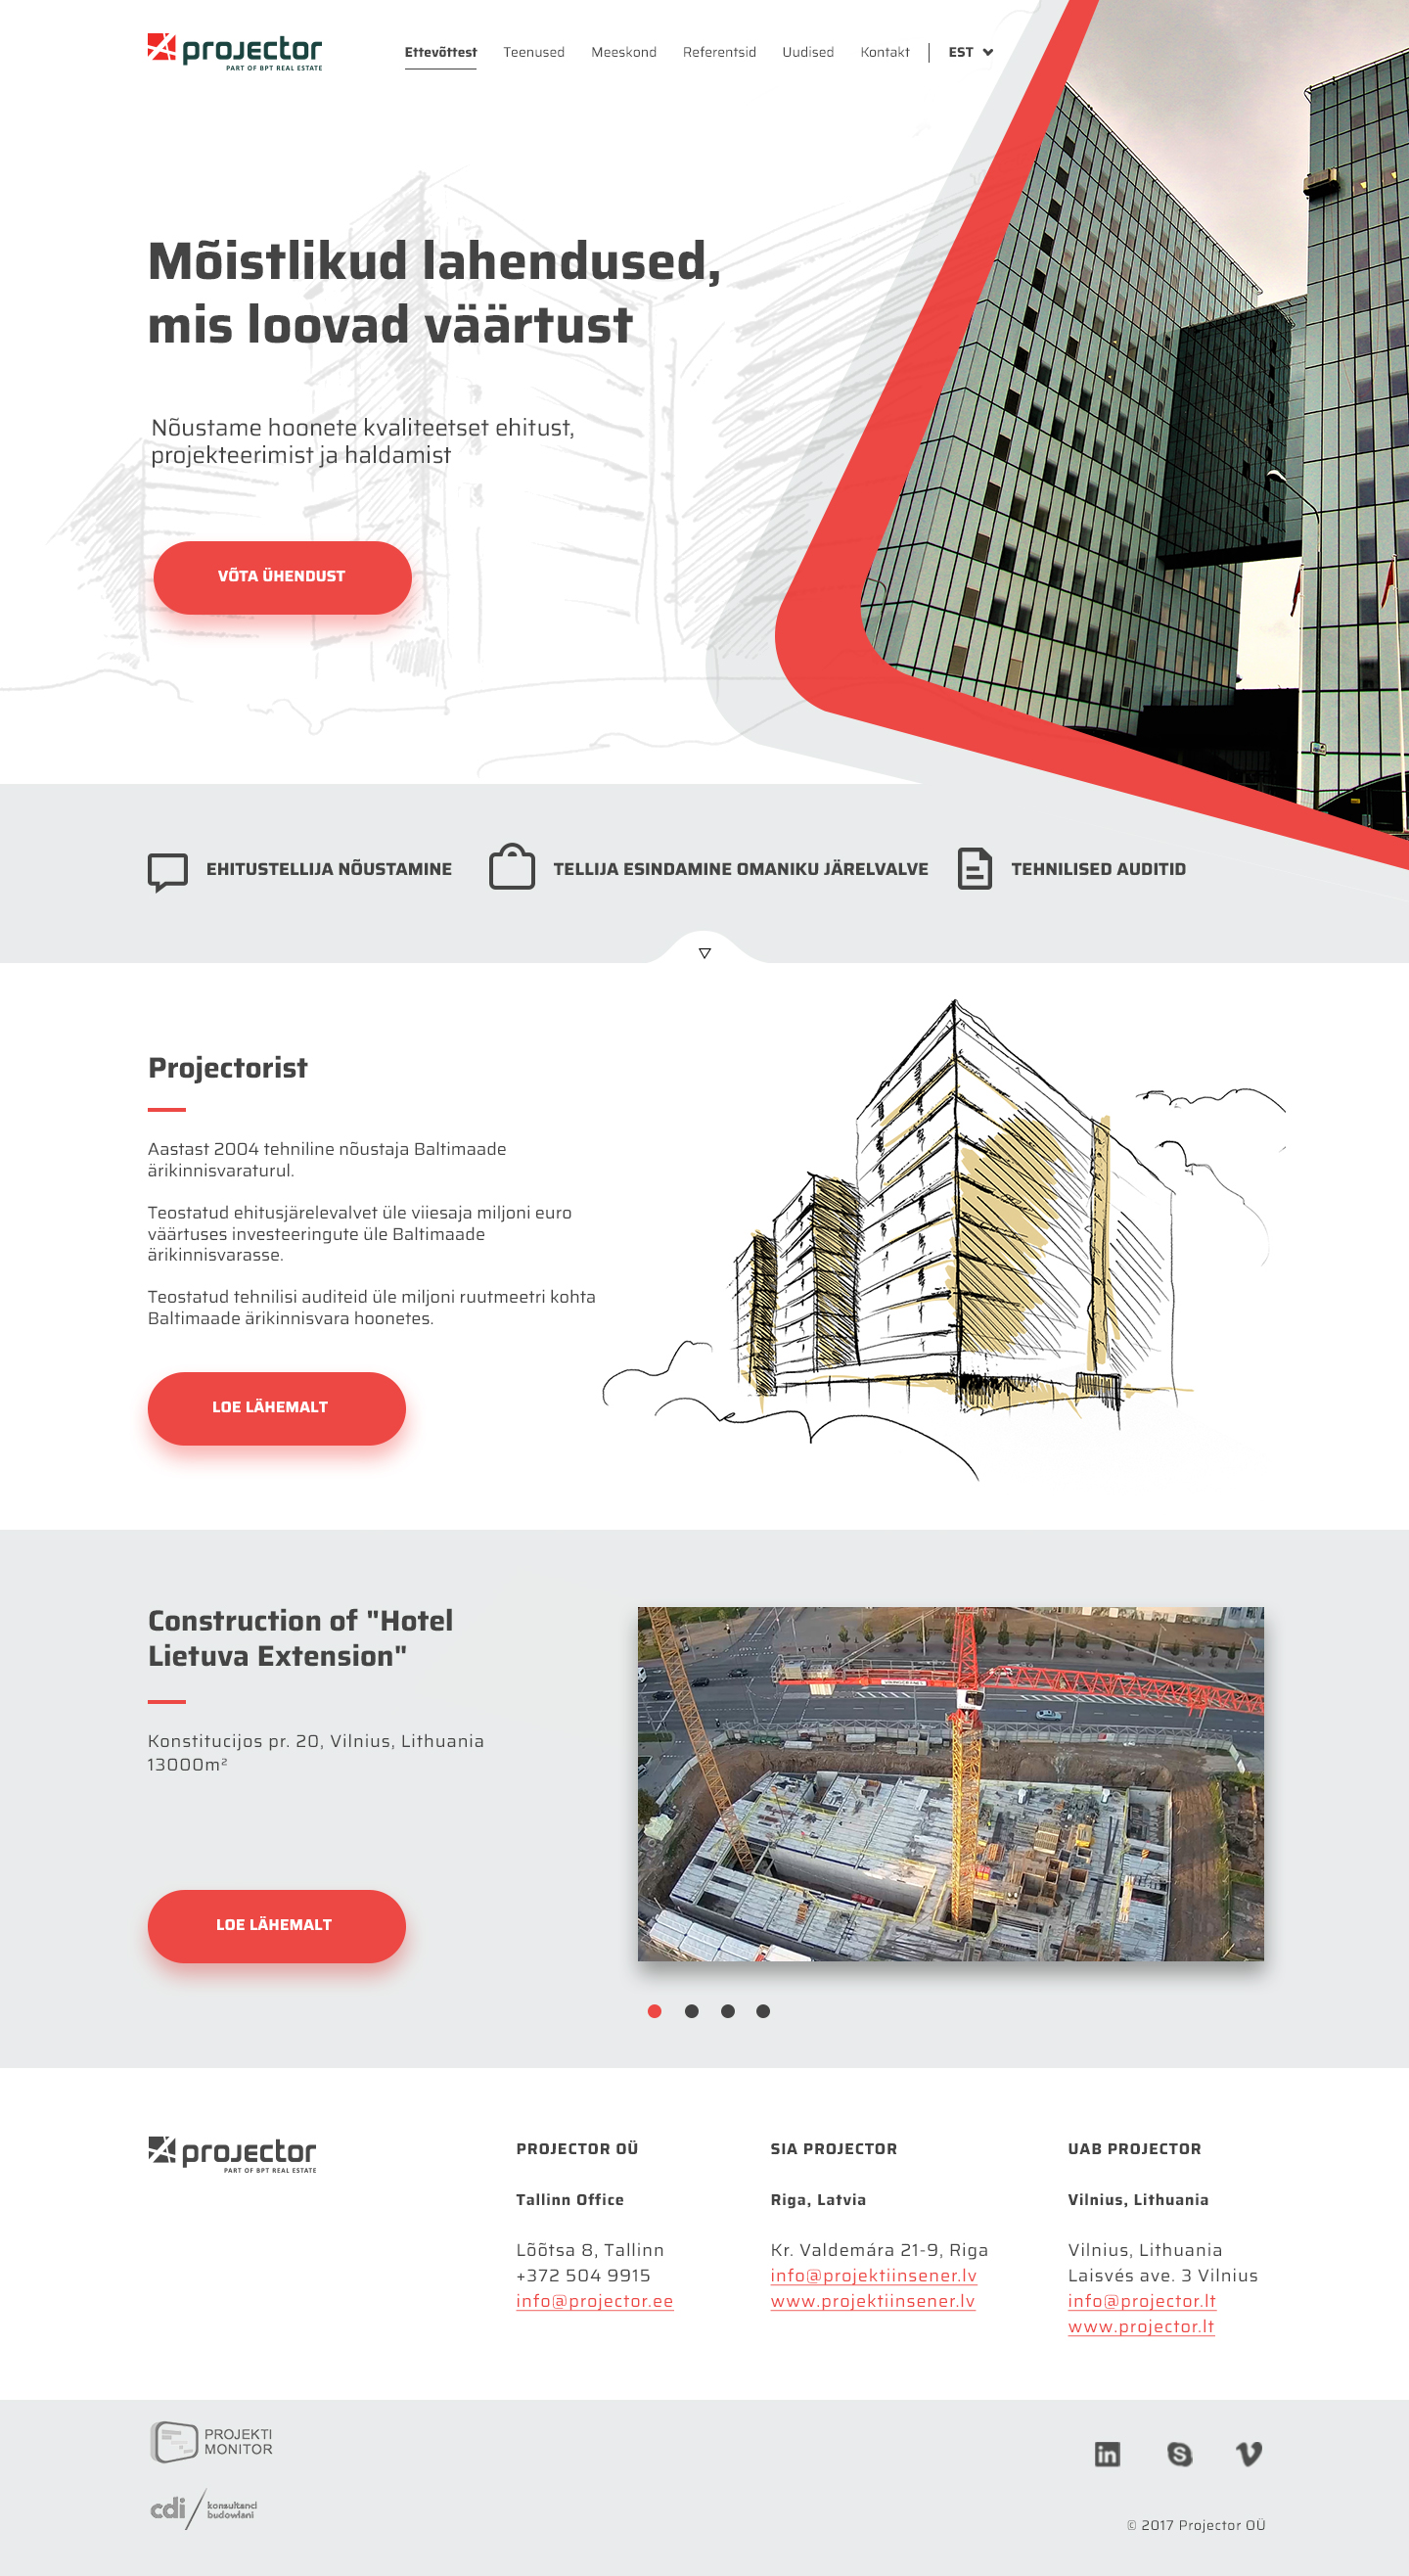 projector
PART OF BPT REAL ESTATE
Ettevõttest Teenused Meeskond Referentsid Uudised Kontakt EST
Mõistlikud lahendused,
mis loovad väärtust
Nõustame hoonete kvaliteetset ehitust,
projekteerimist ja haldamist
VÕTA ÜHENDUST
EHITUSTELLIJA NÕUSTAMINE
TELLIJA ESINDAMINE OMANIKU JÄRELVALVE
TEHNILISED AUDITID
Projectorist
Aastast 2004 tehniline nõustaja Baltimaade
ärikinnisvaraturul.
Teostatud ehitusjärelevalvet üle viiesaja miljoni euro
väärtuses investeeringute üle Baltimaade
ärikinnisvarasse.
Teostatud tehnilisi auditeid üle miljoni ruutmeetri kohta
Baltimaade ärikinnisvara hoonetes.
LOE LÄHEMALT
Construction of "Hotel
Lietuva Extension"
Konstitucijos pr. 20, Vilnius, Lithuania
13000m²
LOE LÄHEMALT
projector
PART OF BPT REAL ESTATE
PROJECTOR OÜ
Tallinn Office
Lõõtsa 8, Tallinn
+372 504 9915
info@projector.ee
SIA PROJECTOR
Riga, Latvia
Kr. Valdemára 21-9, Riga
info@projektiinsener.lv
www.projektiinsener.lv
UAB PROJECTOR
Vilnius, Lithuania
Vilnius, Lithuania
Laisvés ave. 3 Vilnius
info@projector.lt
www.projector.lt
PROJEKTI
MONITOR
cdi konsultanci
budowlani
in
S
© 2017 Projector OÜ